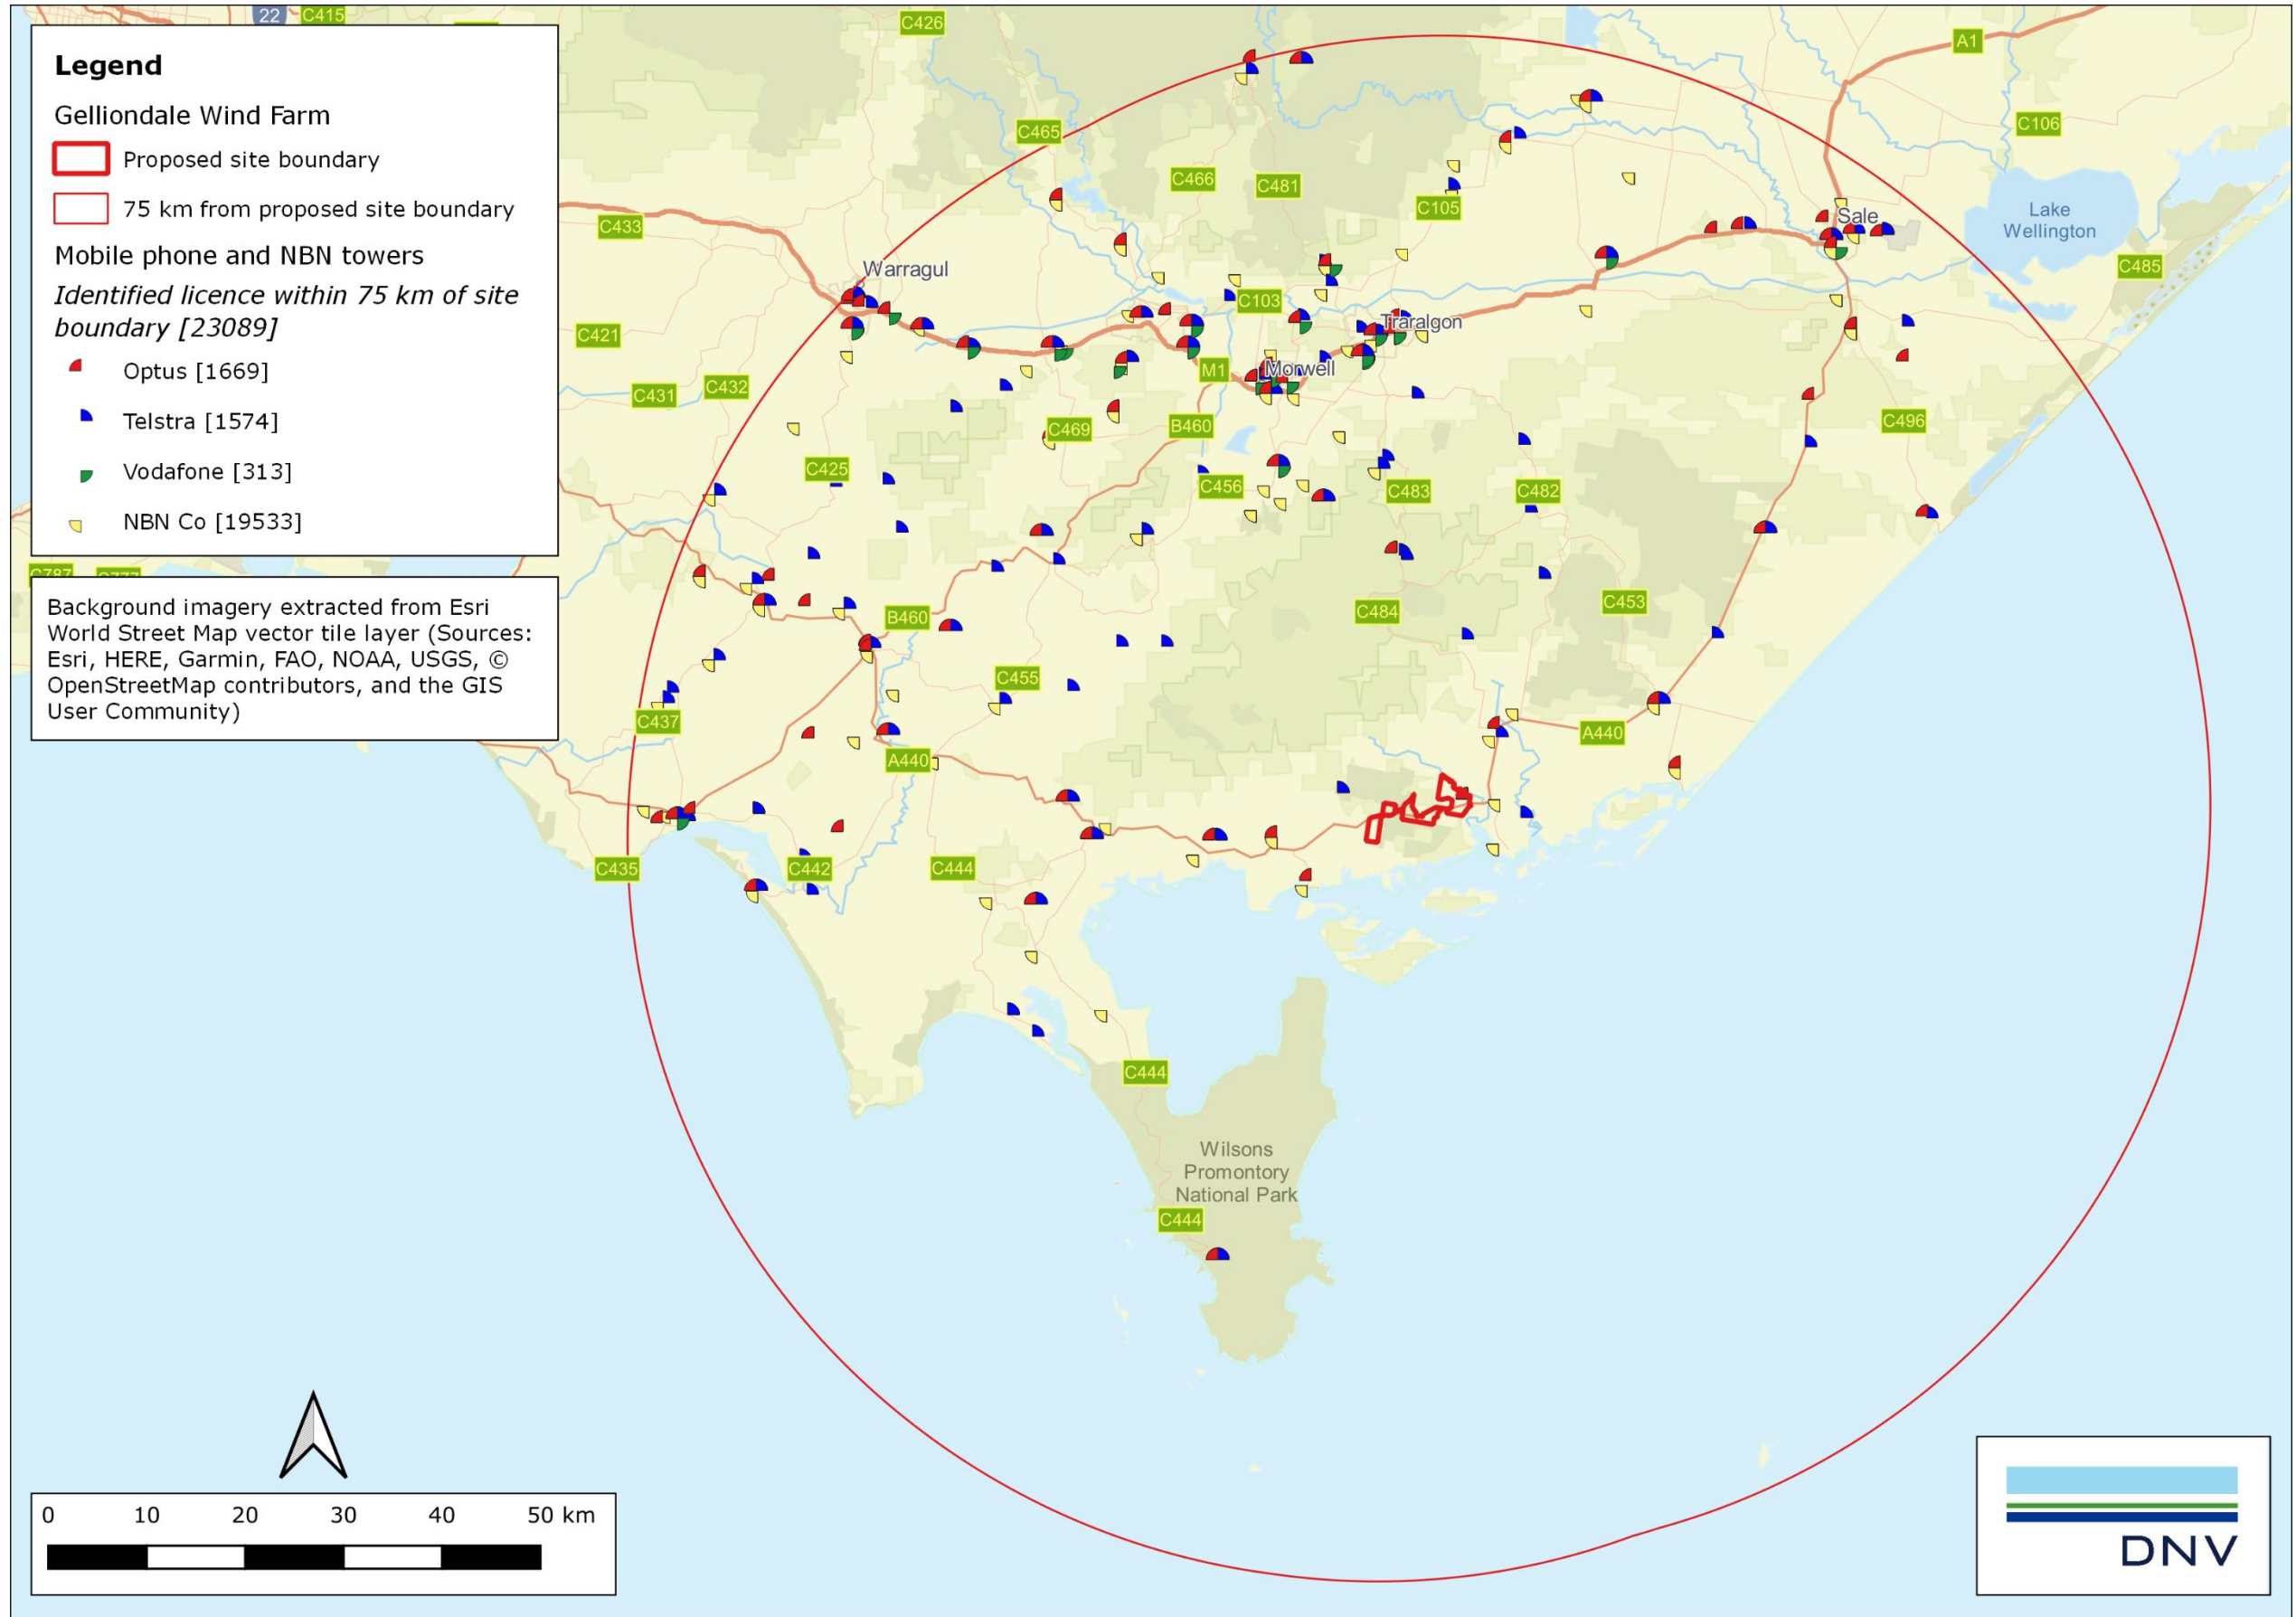 Legend
Gelliondale Wind Farm
Proposed site boundary
75 km from proposed site boundary
Mobile phone and NBN towers
Identified licence within 75 km of site
boundary [23089]
Optus [1669]
Telstra [1574]
Vodafone [313]
NBN Co [19533]
Background imagery extracted from Esri
World Street Map vector tile layer (Sources:
Esri, HERE, Garmin, FAO, NOAA, USGS, ©
OpenStreetMap contributors, and the GIS
User Community)
22
C415
C426
A1
C465
C106
C466
C481
C105
C433
Sale
Lake
Wellington
C485
Warragul
C103
C421
Traralgon
M1
Morwell
C431
C432
C469
B460
C496
C425
C456
C483
C482
C787
C777
B460
C484
C453
C455
C437
A440
A440
C435
C442
C444
C444
Wilsons
Promontory
National Park
C444
0 10 20 30 40 50 km
DNV